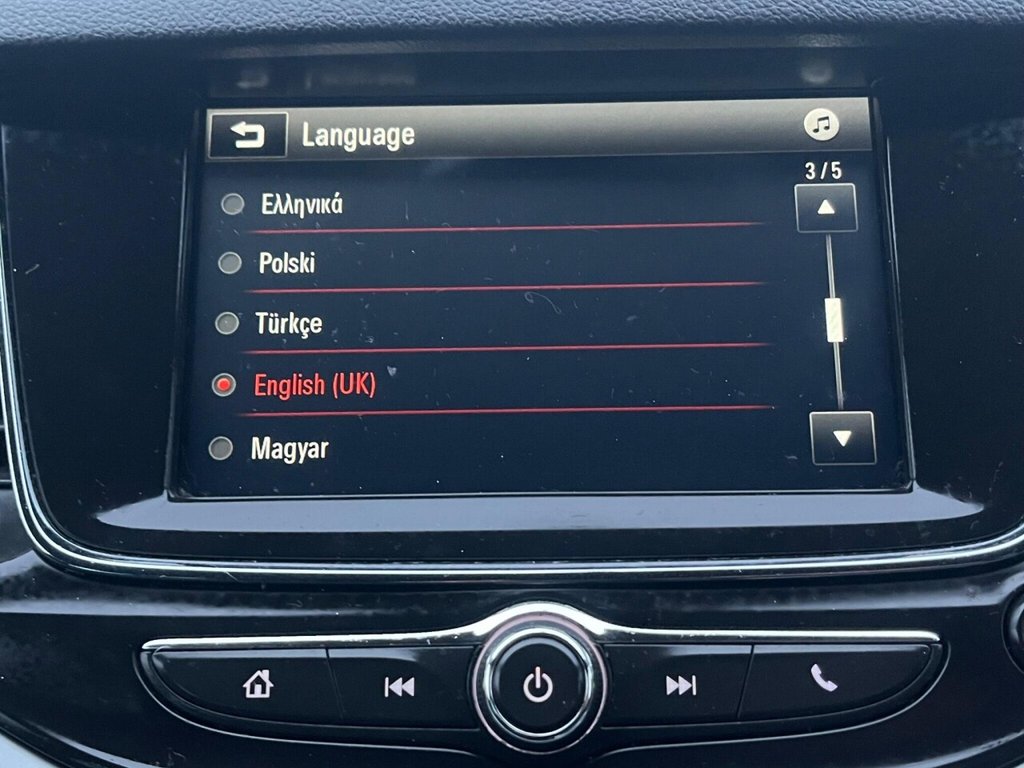 Language
3/5
Ελληνικά
Polski
Türkçe
English (UK)
Magyar